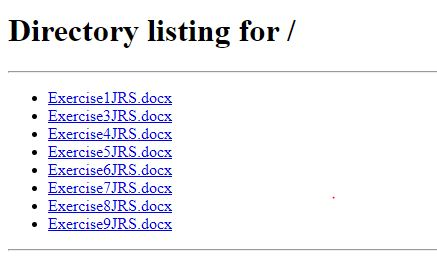 Directory listing for /
Exercise1JRS.docx
Exercise3JRS.docx
Exercise4JRS.docx
Exercise5JRS.docx
Exercise6JRS.docx
Exercise7JRS.docx
Exercise8JRS.docx
Exercise9JRS.docx